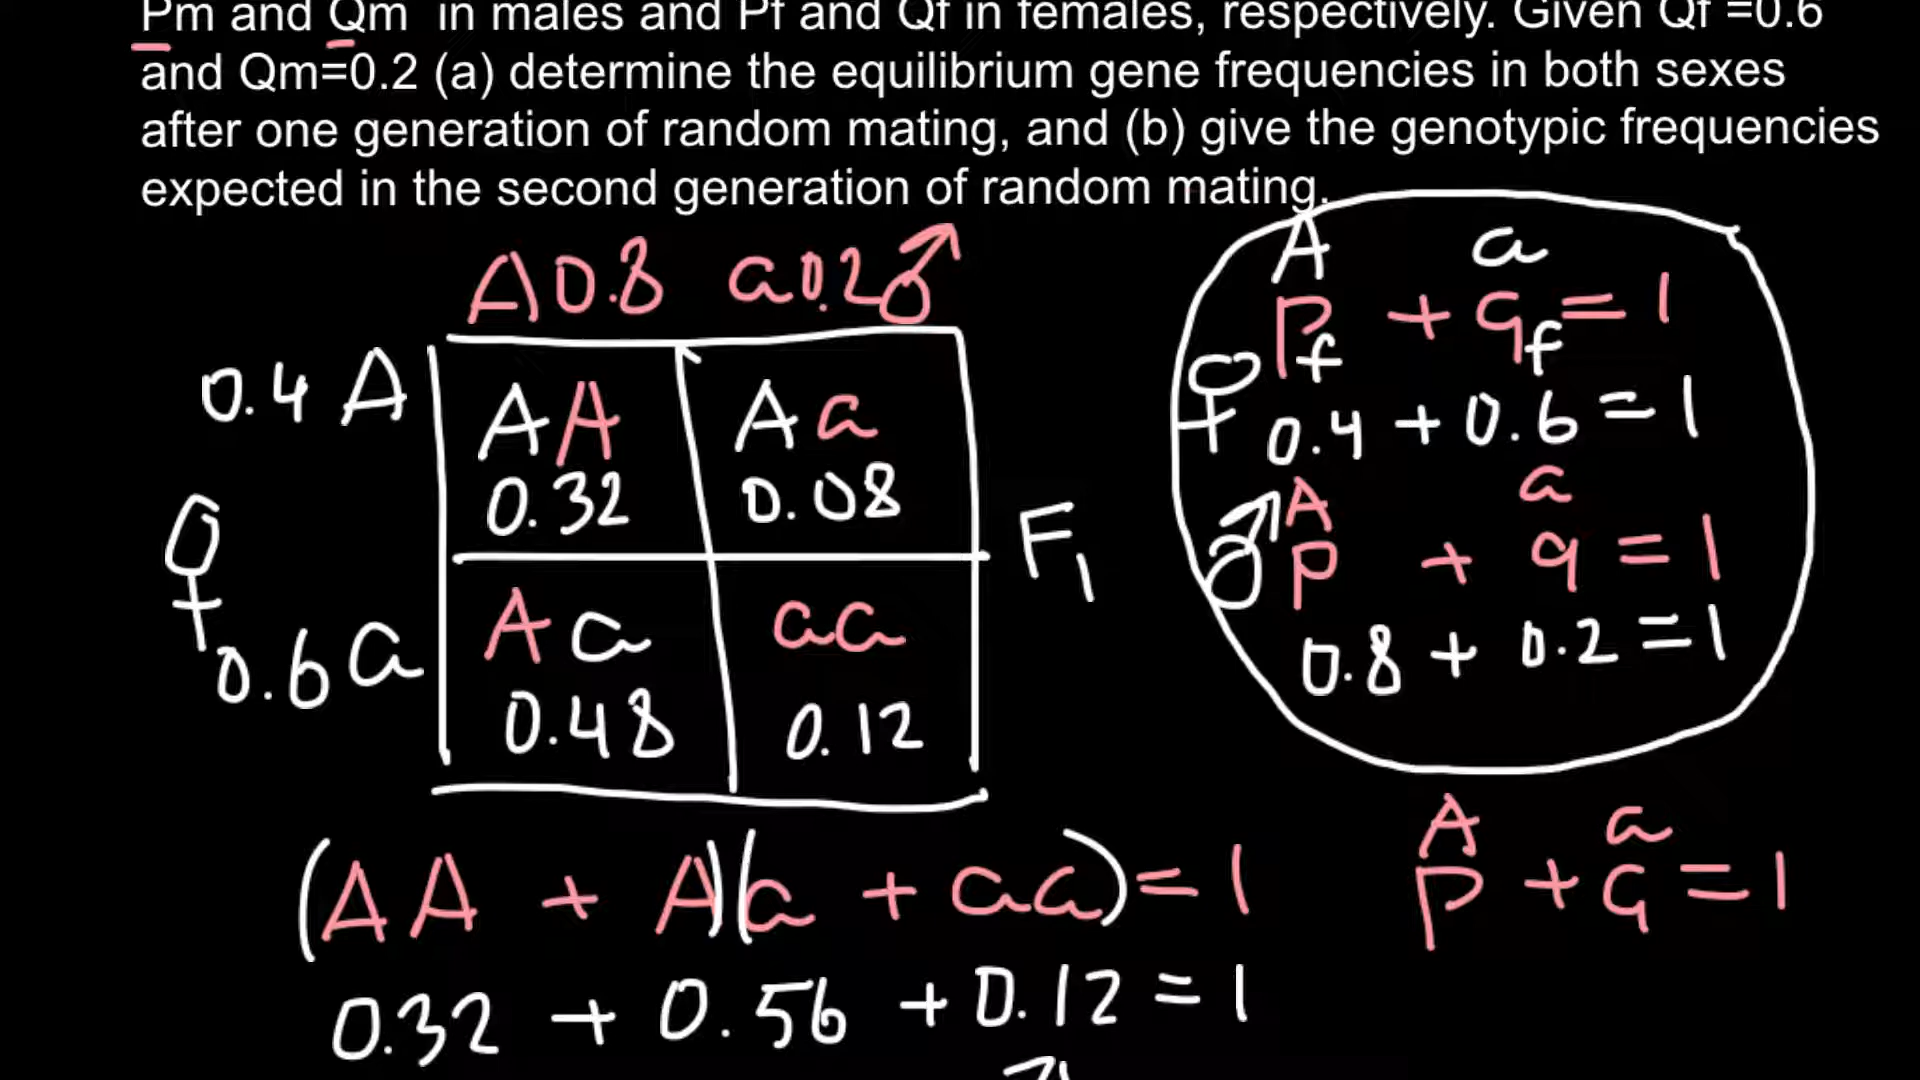 Pm and Qm in males and Pf and Qf in females, respectively. Given Qf =0.6
and Qm=0.2 (a) determine the equilibrium gene frequencies in both sexes
after one generation of random mating, and (b) give the genotypic frequencies
expected in the second generation of random mating.
A 0.8 a 0.2 ♂
0.4 A
AA
0.32
Aa
0.08
♀
0.6 a
Aa
0.48
aa
0.12
F1
A a
Pf + qf = 1
♀ 0.4 + 0.6 = 1
A a
♂ P + q = 1
0.8 + 0.2 = 1
(AA + A)(a + aa) = 1
0.32 + 0.56 + 0.12 = 1
A a
P + q = 1